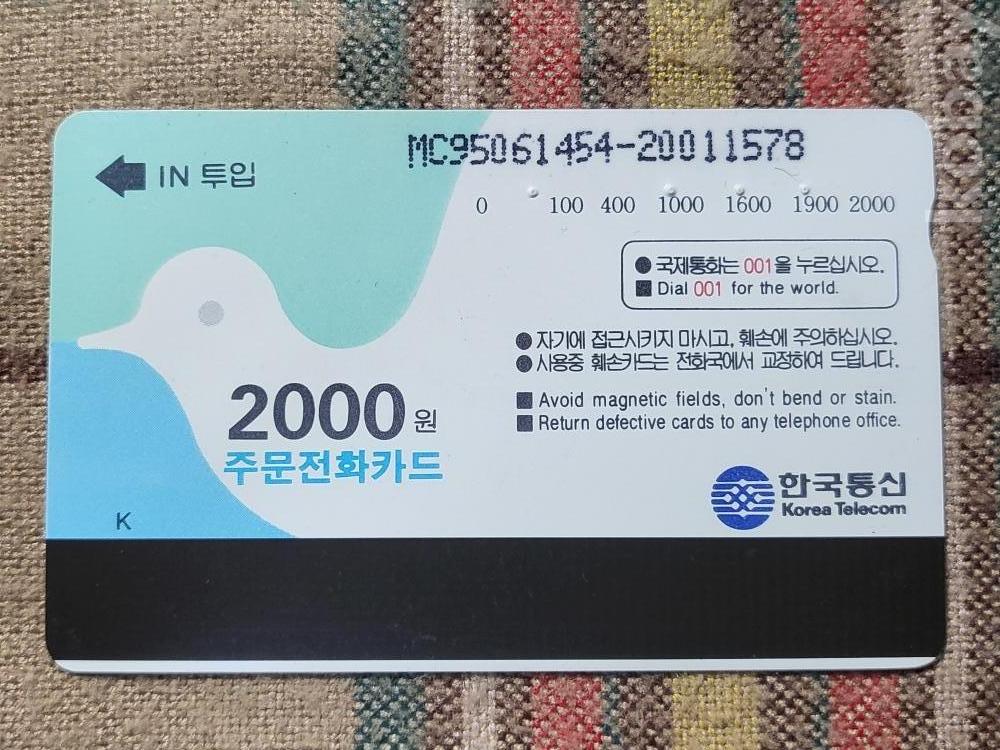 MC95061454-20011578
IN 투입
0 100 400 1000 1600 1900 2000
국제통화는 001을 누르십시오.
Dial 001 for the world.
자기에 접근시키지 마시고, 훼손에 주의하십시오.
사용중 훼손카드는 전화국에서 교정하여 드립니다.
Avoid magnetic fields, don't bend or stain.
Return defective cards to any telephone office.
2000원
주문전화카드
한국통신
Korea Telecom
K